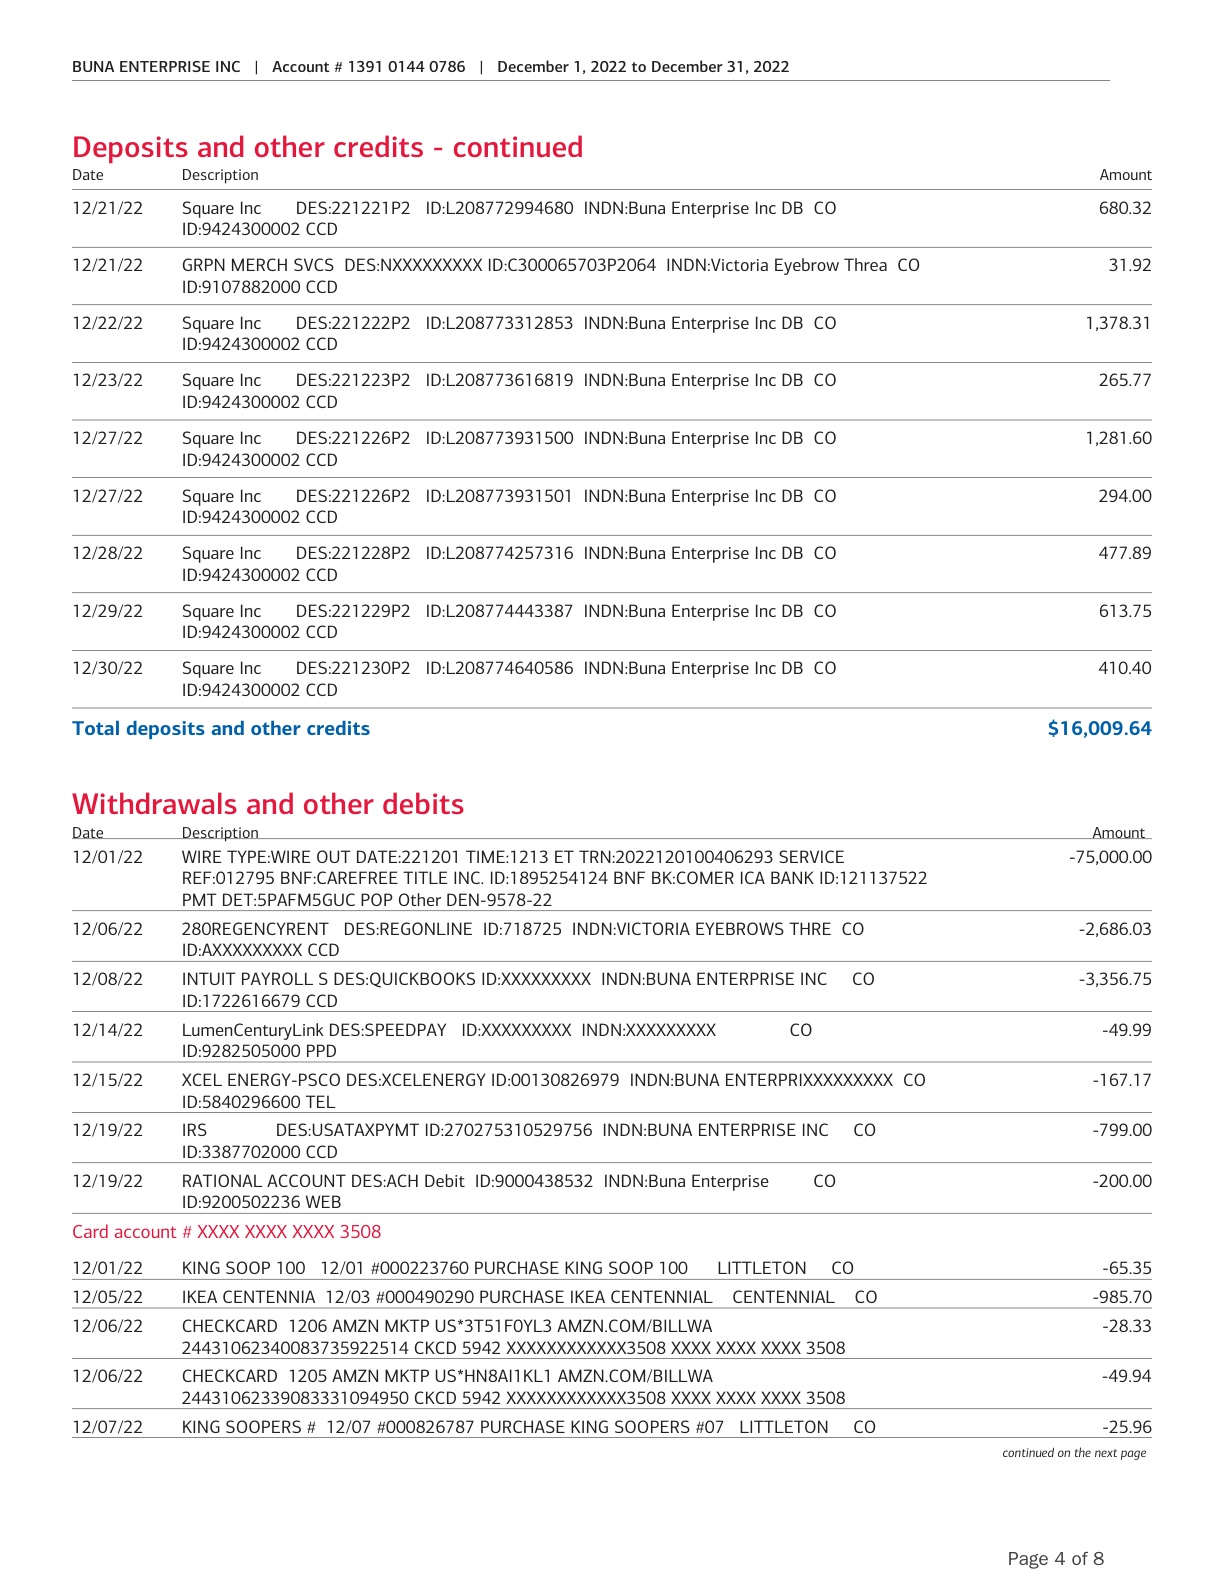 BUNA ENTERPRISE INC | Account # 1391 0144 0786 | December 1, 2022 to December 31, 2022
Deposits and other credits - continued
Date Description Amount
12/21/22 Square Inc DES:221221P2 ID:L208772994680 INDN:Buna Enterprise Inc DB CO 680.32
ID:9424300002 CCD
12/21/22 GRPN MERCH SVCS DES:NXXXXXXXXX ID:C300065703P2064 INDN:Victoria Eyebrow Threa CO 31.92
ID:9107882000 CCD
12/22/22 Square Inc DES:221222P2 ID:L208773312853 INDN:Buna Enterprise Inc DB CO 1,378.31
ID:9424300002 CCD
12/23/22 Square Inc DES:221223P2 ID:L208773616819 INDN:Buna Enterprise Inc DB CO 265.77
ID:9424300002 CCD
12/27/22 Square Inc DES:221226P2 ID:L208773931500 INDN:Buna Enterprise Inc DB CO 1,281.60
ID:9424300002 CCD
12/27/22 Square Inc DES:221226P2 ID:L208773931501 INDN:Buna Enterprise Inc DB CO 294.00
ID:9424300002 CCD
12/28/22 Square Inc DES:221228P2 ID:L208774257316 INDN:Buna Enterprise Inc DB CO 477.89
ID:9424300002 CCD
12/29/22 Square Inc DES:221229P2 ID:L208774443387 INDN:Buna Enterprise Inc DB CO 613.75
ID:9424300002 CCD
12/30/22 Square Inc DES:221230P2 ID:L208774640586 INDN:Buna Enterprise Inc DB CO 410.40
ID:9424300002 CCD
Total deposits and other credits $16,009.64
Withdrawals and other debits
Date Description Amount
12/01/22 WIRE TYPE:WIRE OUT DATE:221201 TIME:1213 ET TRN:2022120100406293 SERVICE -75,000.00
REF:012795 BNF:CAREFREE TITLE INC. ID:1895254124 BNF BK:COMER ICA BANK ID:121137522
PMT DET:5PAFM5GUC POP Other DEN-9578-22
12/06/22 280REGENCYRENT DES:REGONLINE ID:718725 INDN:VICTORIA EYEBROWS THRE CO -2,686.03
ID:AXXXXXXXXX CCD
12/08/22 INTUIT PAYROLL S DES:QUICKBOOKS ID:XXXXXXXXX INDN:BUNA ENTERPRISE INC CO -3,356.75
ID:1722616679 CCD
12/14/22 LumenCenturyLink DES:SPEEDPAY ID:XXXXXXXXX INDN:XXXXXXXXX CO -49.99
ID:9282505000 PPD
12/15/22 XCEL ENERGY-PSCO DES:XCELENERGY ID:00130826979 INDN:BUNA ENTERPRIXXXXXXXXX CO -167.17
ID:5840296600 TEL
12/19/22 IRS DES:USATAXPYMT ID:270275310529756 INDN:BUNA ENTERPRISE INC CO -799.00
ID:3387702000 CCD
12/19/22 RATIONAL ACCOUNT DES:ACH Debit ID:9000438532 INDN:Buna Enterprise CO -200.00
ID:9200502236 WEB
Card account # XXXX XXXX XXXX 3508
12/01/22 KING SOOP 100 12/01 #000223760 PURCHASE KING SOOP 100 LITTLETON CO -65.35
12/05/22 IKEA CENTENNIA 12/03 #000490290 PURCHASE IKEA CENTENNIAL CENTENNIAL CO -985.70
12/06/22 CHECKCARD 1206 AMZN MKTP US*3T51F0YL3 AMZN.COM/BILLWA -28.33
24431062340083735922514 CKCD 5942 XXXXXXXXXXXX3508 XXXX XXXX XXXX 3508
12/06/22 CHECKCARD 1205 AMZN MKTP US*HN8AI1KL1 AMZN.COM/BILLWA -49.94
24431062339083331094950 CKCD 5942 XXXXXXXXXXXX3508 XXXX XXXX XXXX 3508
12/07/22 KING SOOPERS # 12/07 #000826787 PURCHASE KING SOOPERS #07 LITTLETON CO -25.96
continued on the next page
Page 4 of 8